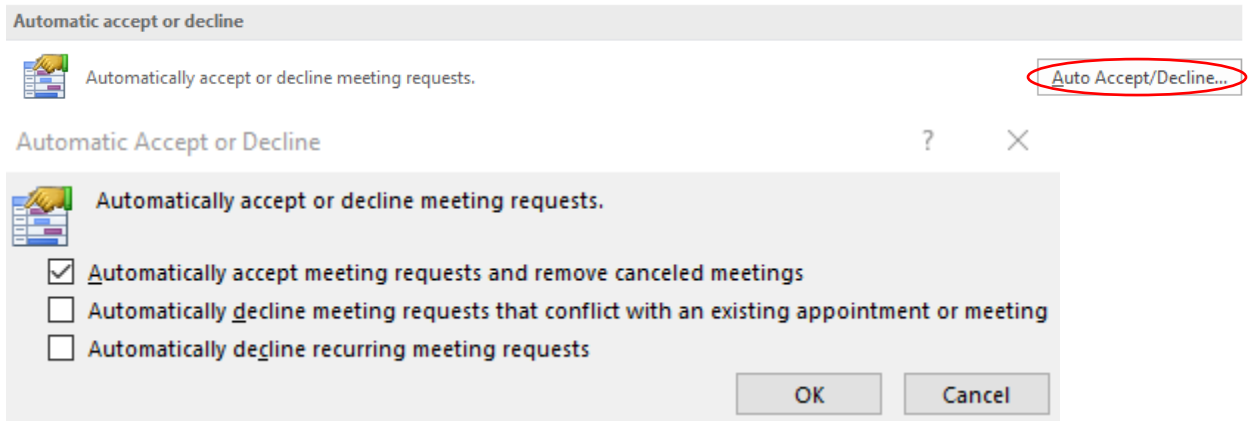 Automatic accept or decline
Automatically accept or decline meeting requests.
Auto Accept/Decline...
Automatic Accept or Decline
?
Automatically accept or decline meeting requests.
Automatically accept meeting requests and remove canceled meetings
Automatically decline meeting requests that conflict with an existing appointment or meeting
Automatically decline recurring meeting requests
OK
Cancel